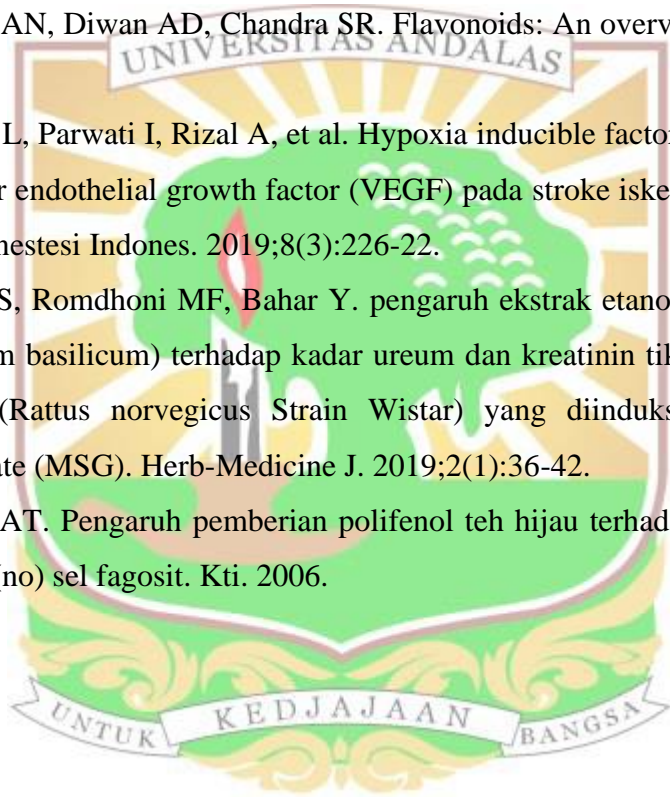 AN, Diwan AD, Chandra SR. Flavonoids: An overv
UNIVERSITAS ANDALAS
L, Parwati I, Rizal A, et al. Hypoxia inducible factor
r endothelial growth factor (VEGF) pada stroke iske
nestesi Indones. 2019;8(3):226-22.
S, Romdhoni MF, Bahar Y. pengaruh ekstrak etano
m basilicum) terhadap kadar ureum dan kreatinin tik
(Rattus norvegicus Strain Wistar) yang diinduks
ate (MSG). Herb-Medicine J. 2019;2(1):36-42.
AT. Pengaruh pemberian polifenol teh hijau terhad
(no) sel fagosit. Kti. 2006.
UNTUK KEDJAJAAN BANGSA